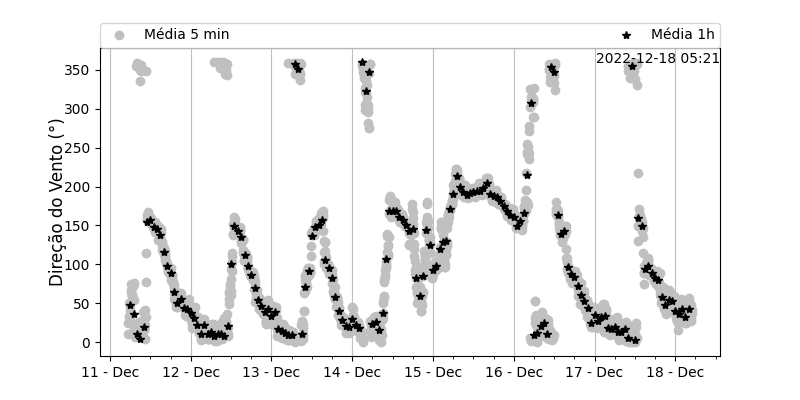 Média 5 min
Média 1h
2022-12-18 05:21
Direção do Vento (°)
350
300
250
200
150
100
50
0
11 - Dec
12 - Dec
13 - Dec
14 - Dec
15 - Dec
16 - Dec
17 - Dec
18 - Dec